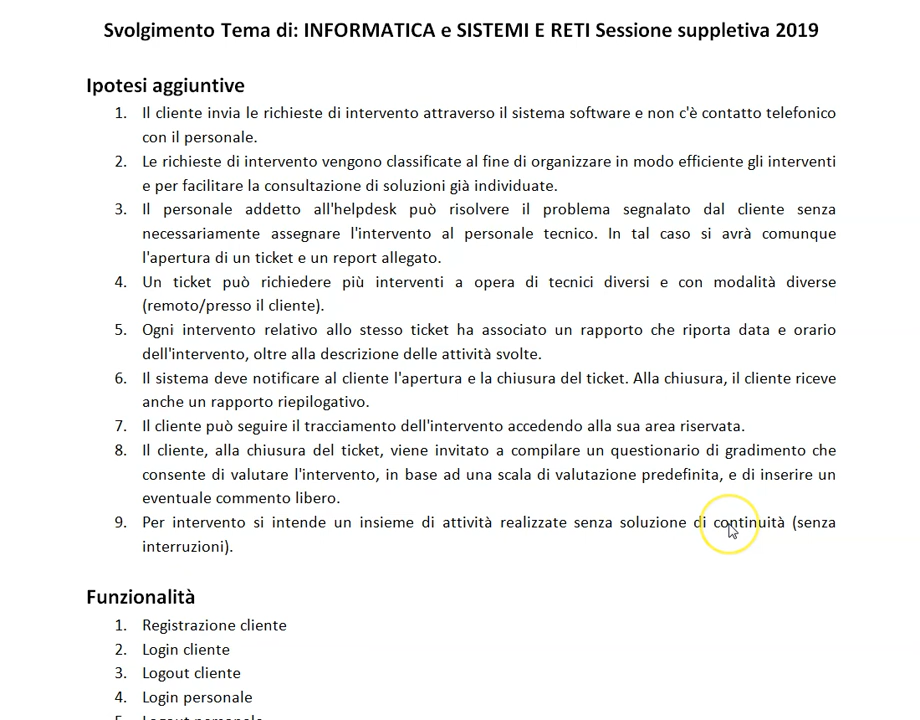 Svolgimento Tema di: INFORMATICA e SISTEMI E RETI Sessione suppletiva 2019
Ipotesi aggiuntive
1. Il cliente invia le richieste di intervento attraverso il sistema software e non c'è contatto telefonico
con il personale.
2. Le richieste di intervento vengono classificate al fine di organizzare in modo efficiente gli interventi
e per facilitare la consultazione di soluzioni già individuate.
3. Il personale addetto all'helpdesk può risolvere il problema segnalato dal cliente senza
necessariamente assegnare l'intervento al personale tecnico. In tal caso si avrà comunque
l'apertura di un ticket e un report allegato.
4. Un ticket può richiedere più interventi a opera di tecnici diversi e con modalità diverse
(remoto/presso il cliente).
5. Ogni intervento relativo allo stesso ticket ha associato un rapporto che riporta data e orario
dell'intervento, oltre alla descrizione delle attività svolte.
6. Il sistema deve notificare al cliente l'apertura e la chiusura del ticket. Alla chiusura, il cliente riceve
anche un rapporto riepilogativo.
7. Il cliente può seguire il tracciamento dell'intervento accedendo alla sua area riservata.
8. Il cliente, alla chiusura del ticket, viene invitato a compilare un questionario di gradimento che
consente di valutare l'intervento, in base ad una scala di valutazione predefinita, e di inserire un
eventuale commento libero.
9. Per intervento si intende un insieme di attività realizzate senza soluzione di continuità (senza
interruzioni).
Funzionalità
1. Registrazione cliente
2. Login cliente
3. Logout cliente
4. Login personale